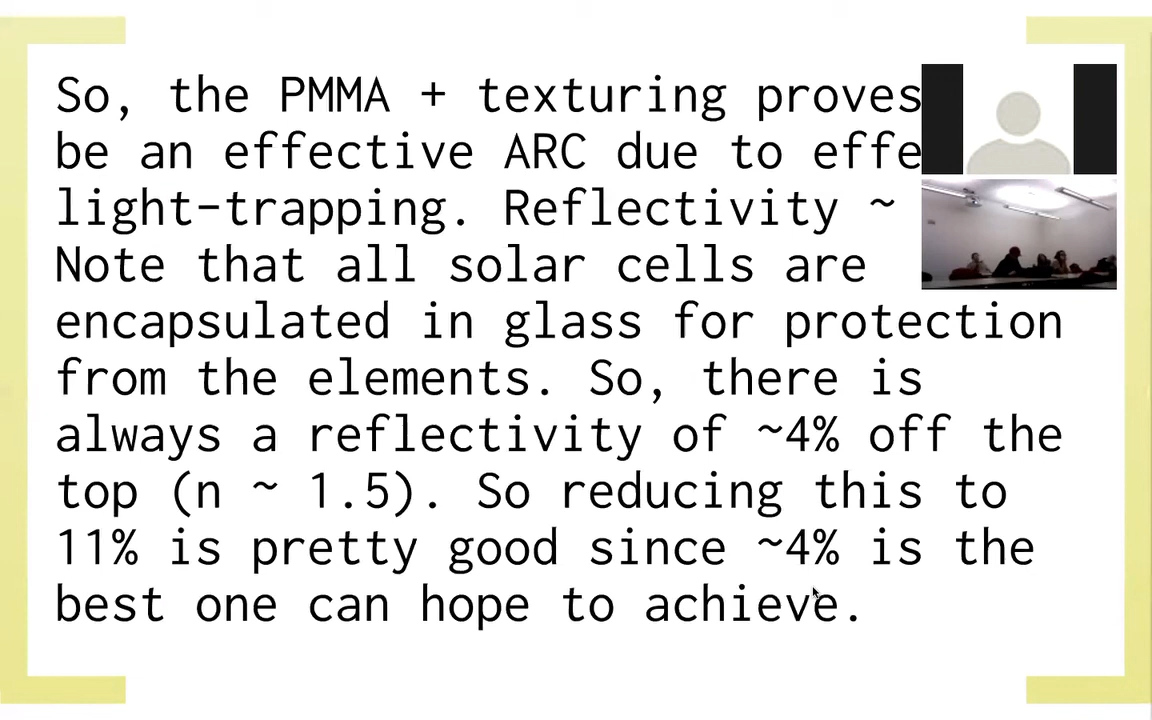 So, the PMMA + texturing proves
be an effective ARC due to
light-trapping. Reflectivity ~
Note that all solar cells are
encapsulated in glass for protection
from the elements. So, there is
always a reflectivity of ~4% off the
top (n ~ 1.5). So reducing this to
11% is pretty good since ~4% is the
best one can hope to achieve.